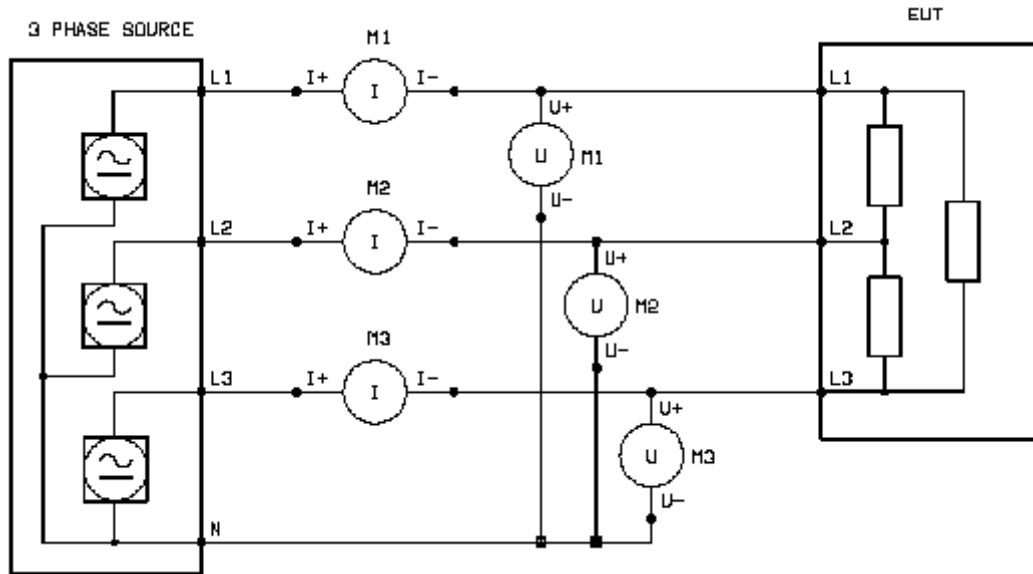 3 PHASE SOURCE
EUT
M1
L1
I+
I
I-
L1
U+
U
M1
U-
M2
L2
I+
I
I-
L2
U+
U
M2
U-
M3
L3
I+
I
I-
L3
U+
U
M3
U-
N